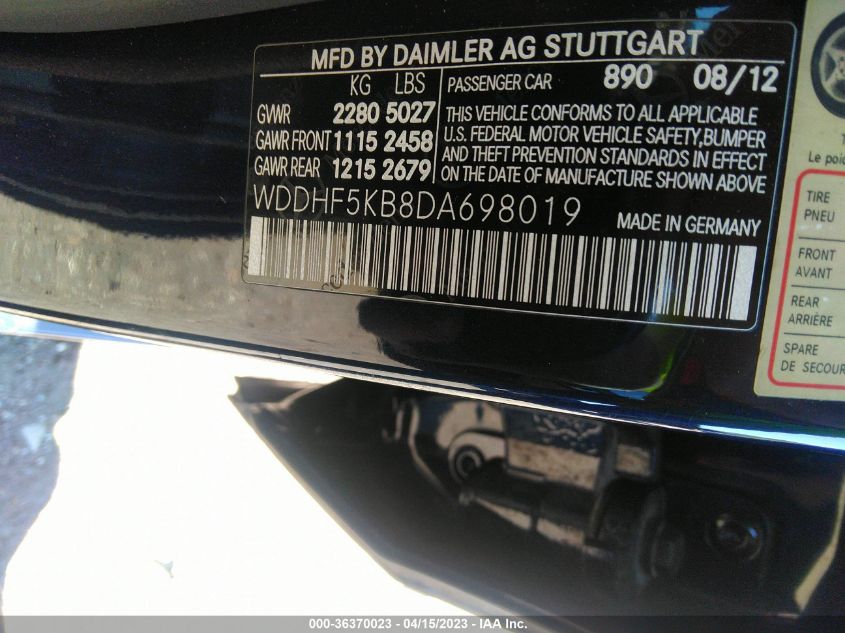 MFD BY DAIMLER AG STUTTGART
KG LBS
GVWR 2280 5027
GAWR FRONT 1115 2458
GAWR REAR 1215 2679
PASSENGER CAR 890 08/12
THIS VEHICLE CONFORMS TO ALL APPLICABLE
U.S. FEDERAL MOTOR VEHICLE SAFETY,BUMPER
AND THEFT PREVENTION STANDARDS IN EFFECT
ON THE DATE OF MANUFACTURE SHOWN ABOVE
WDDHF5KB8DA698019
MADE IN GERMANY
Le poi
TIRE
PNEU
FRONT
AVANT
REAR
ARRIÈRE
SPARE
DE SECOUR
000-36370023 - 04/15/2023 - IAA Inc.